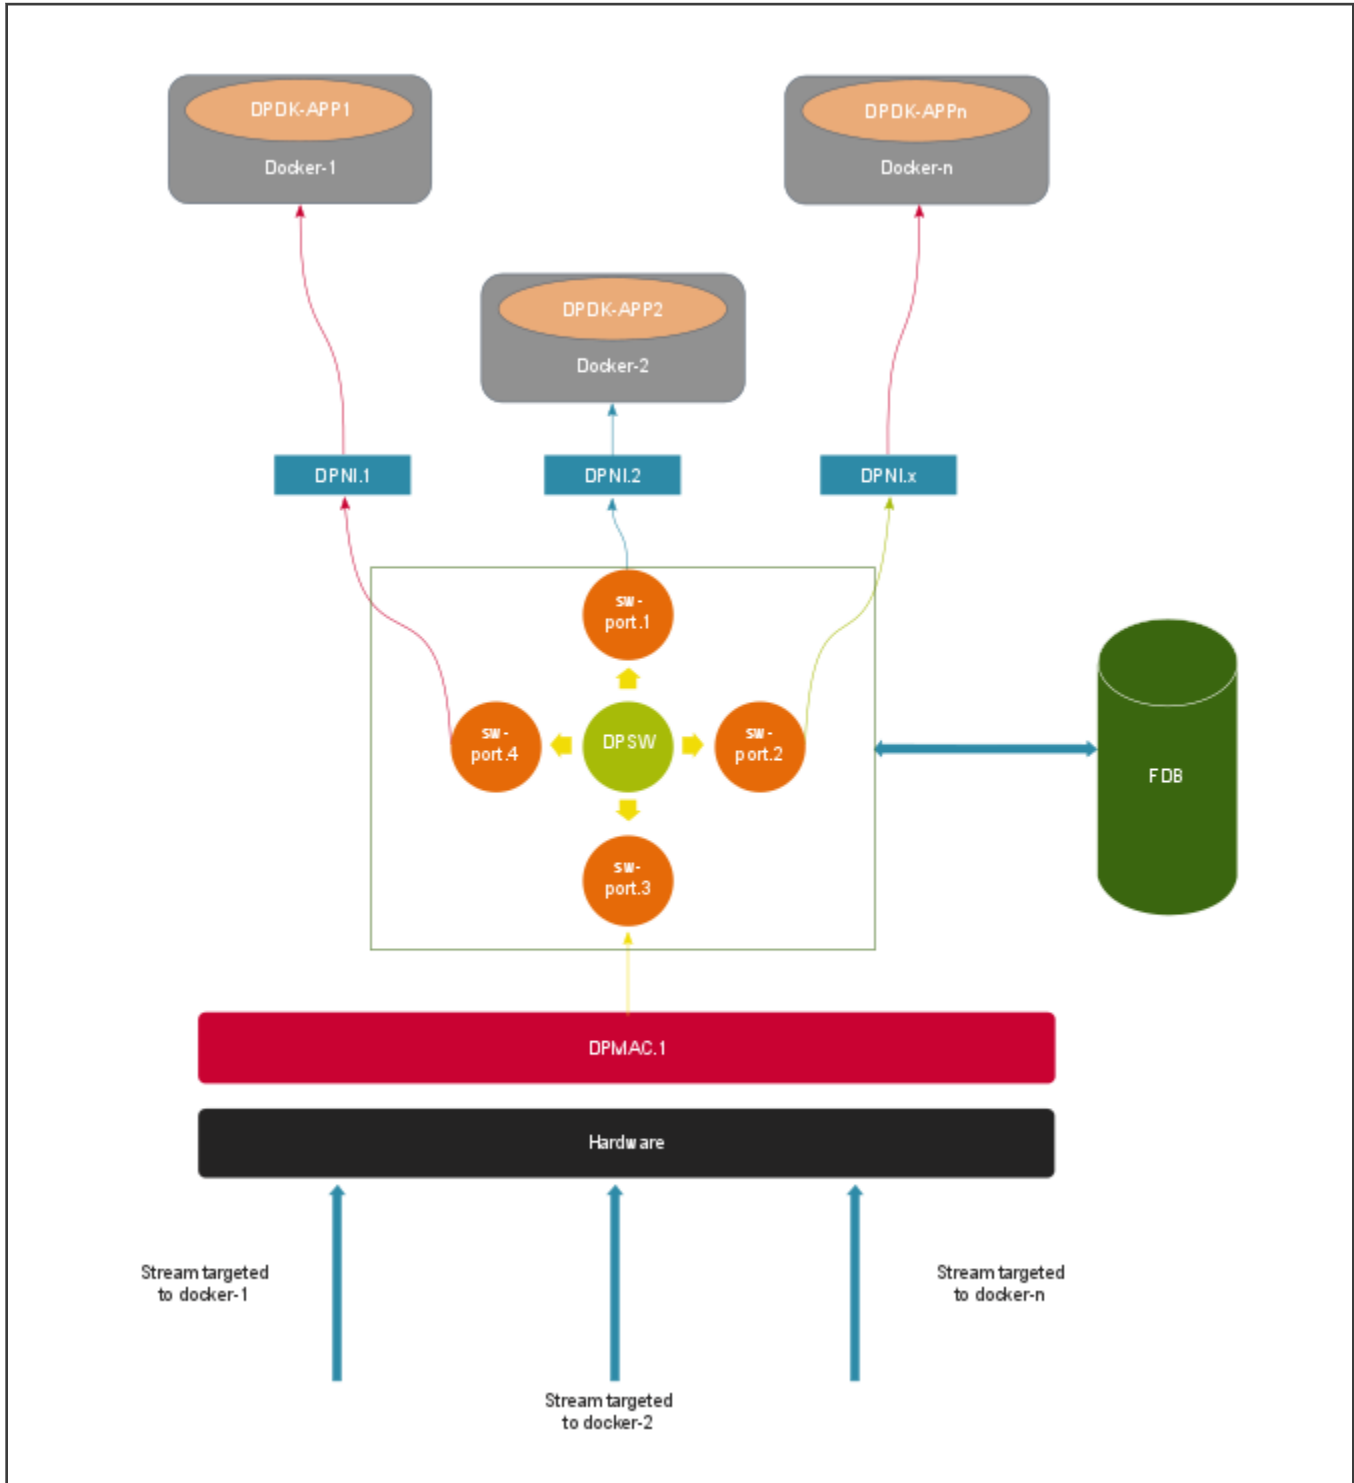 DPDK-APP1
Docker-1
DPDK-APPn
Docker-n
DPDK-APP2
Docker-2
DPNI.1
DPNI.2
DPNI.x
sw-
port.1
sw-
port.4
DPSW
sw-
port.2
sw-
port.3
FDB
DPMAC.1
Hardware
Stream targeted
to docker-1
Stream targeted
to docker-n
Stream targeted
to docker-2